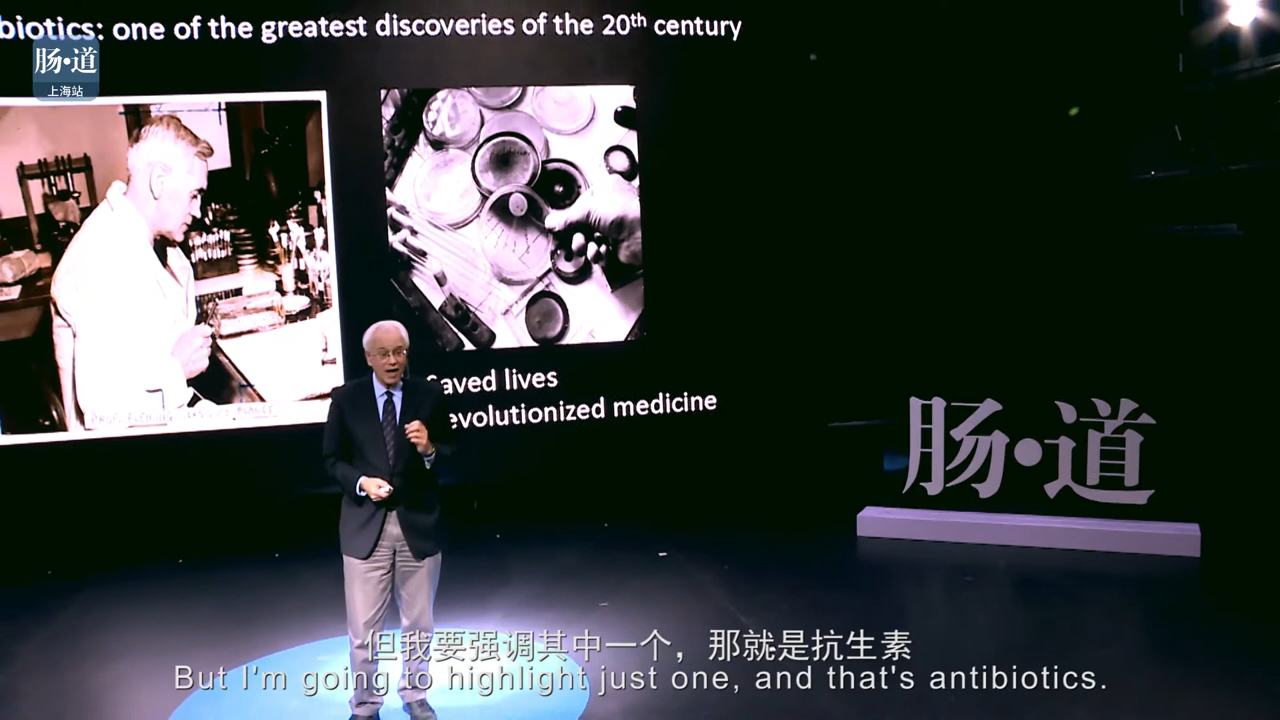 biotics: one of the greatest discoveries of the 20th century
肠·道
上海站
aved lives
evolutionized medicine
肠·道
但我要强调其中一个，那就是抗生素
But I'm going to highlight just one, and that's antibiotics.